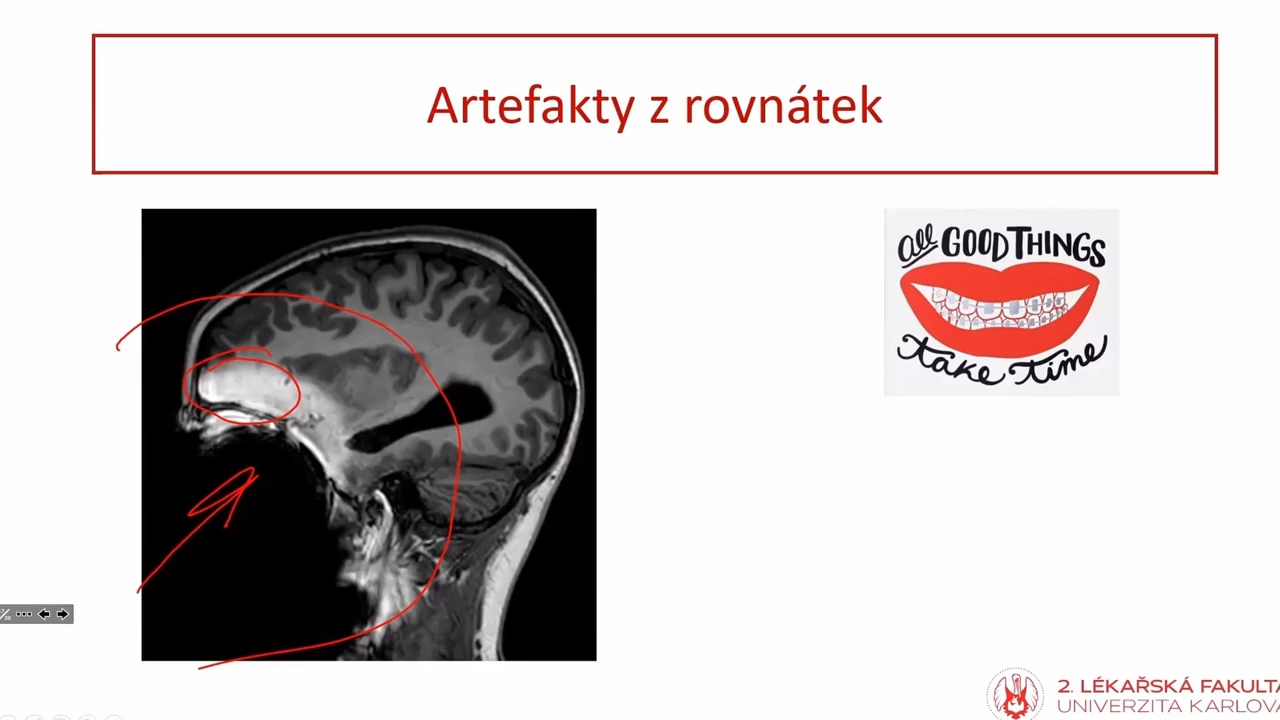 Artefakty z rovnátek
all GOOD THINGS
take time
2. LÉKAŘSKÁ FAKULTA
UNIVERZITA KARLOVA